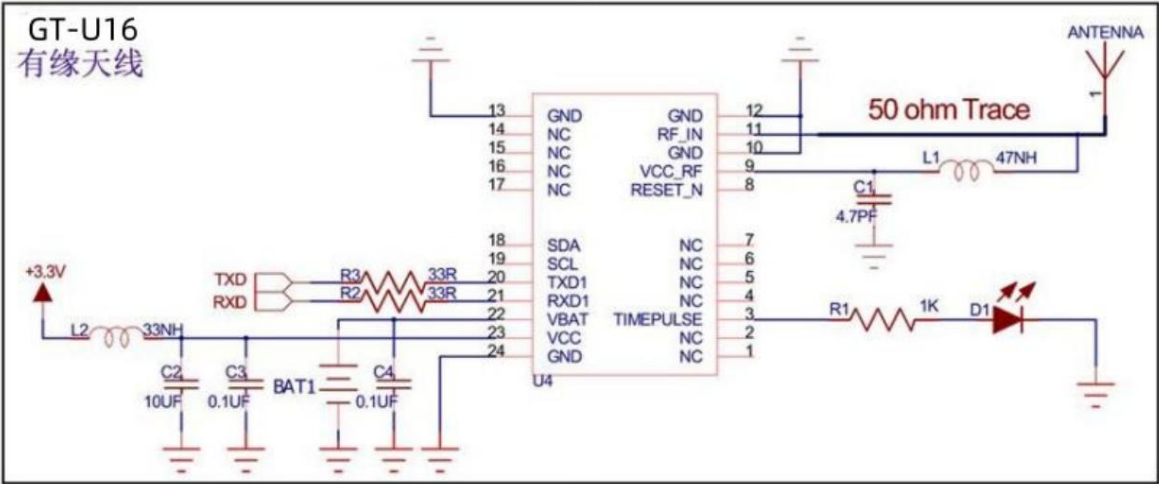 GT-U16
有缘天线
ANTENNA
1
50 ohm Trace
13 GND GND 12
14 NC RF_IN 11
15 NC GND 10
16 NC VCC_RF 9
17 NC RESET_N 8
L1 47NH
C1
4.7PF
18 SDA NC 7
19 SCL NC 6
TXD R3 33R 20 TXD1 NC 5
RXD R2 33R 21 RXD1 NC 4
22 VBAT TIMEPULSE 3 R1 1K D1
+3.3V
L2 33NH 23 VCC NC 2
24 GND NC 1
U4
C2 C3 BAT1 C4
10UF 0.1UF 0.1UF